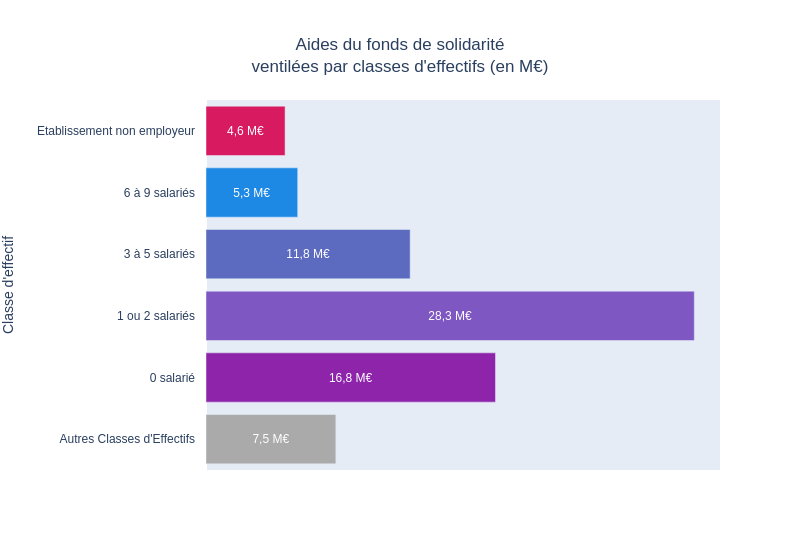 Aides du fonds de solidarité
ventilées par classes d'effectifs (en M€)
Classe d'effectif
Etablissement non employeur
4,6 M€
6 à 9 salariés
5,3 M€
3 à 5 salariés
11,8 M€
1 ou 2 salariés
28,3 M€
0 salarié
16,8 M€
Autres Classes d'Effectifs
7,5 M€